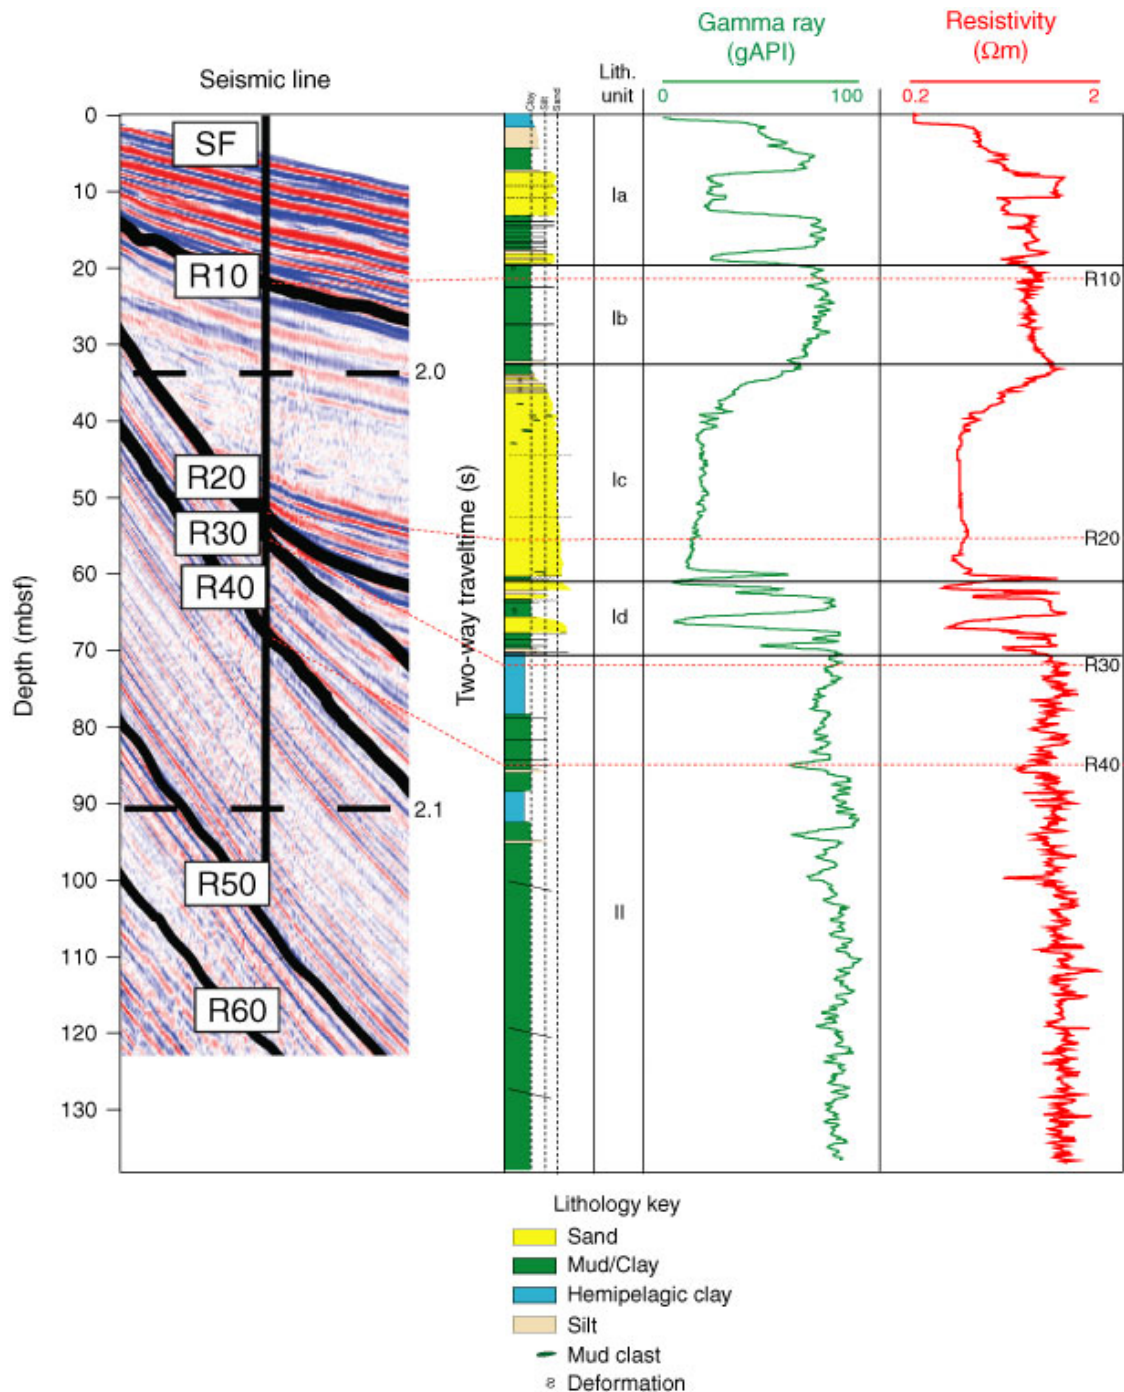 Seismic line
Lith.
unit
Gamma ray
(gAPI)
0
100
Resistivity
(Ωm)
0.2
2
Clay
Silt
Sand
Depth (mbsf)
0
10
20
30
40
50
60
70
80
90
100
110
120
130
SF
R10
R20
R30
R40
R50
R60
2.0
2.1
Two-way traveltime (s)
Ia
Ib
Ic
Id
II
R10
R20
R30
R40
Lithology key
Sand
Mud/Clay
Hemipelagic clay
Silt
Mud clast
Deformation